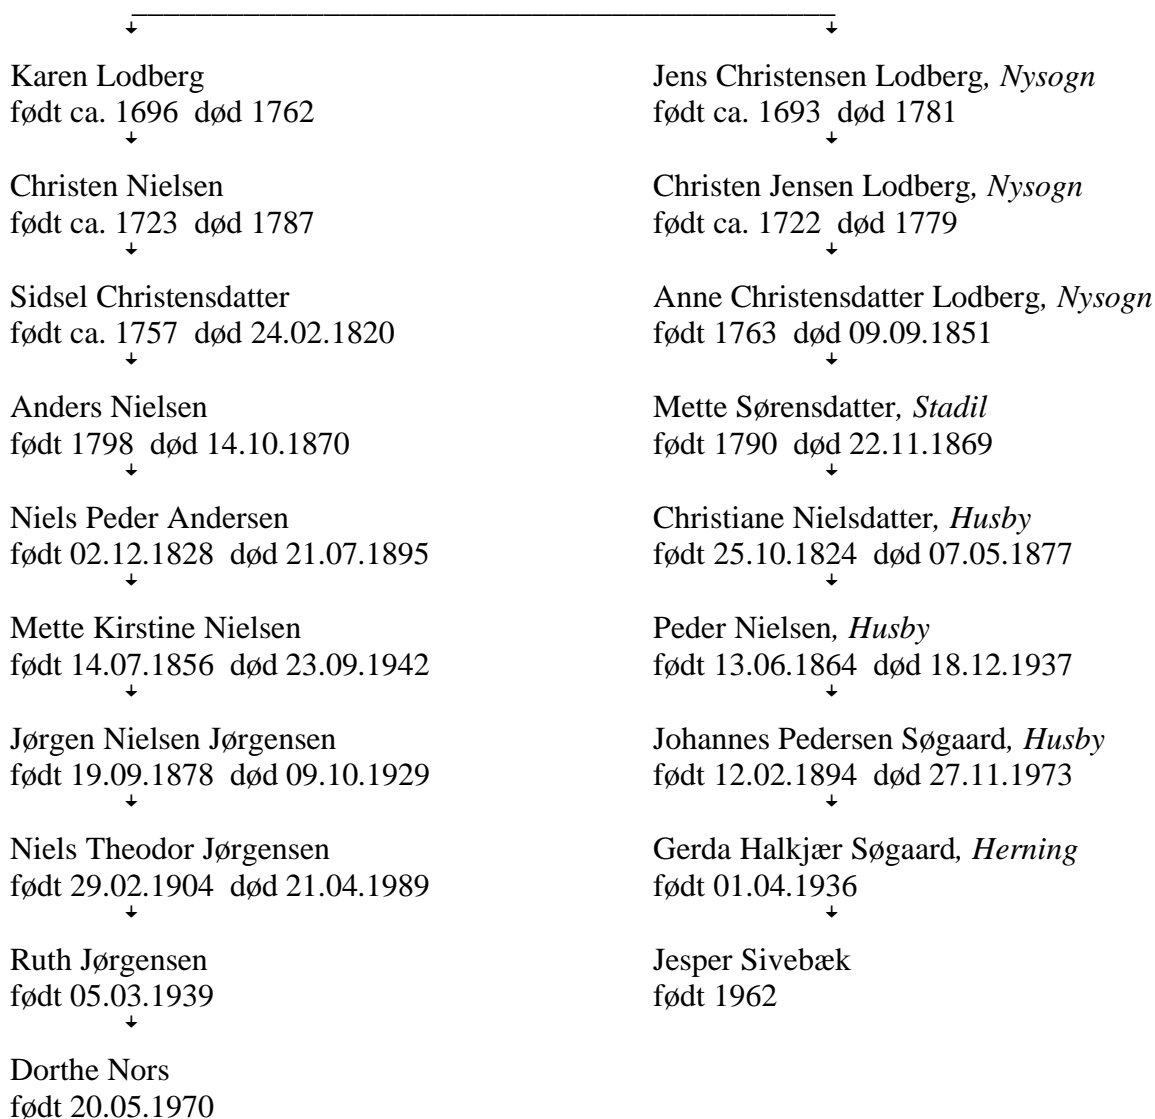 Karen Lodberg
født ca. 1696 død 1762
Christen Nielsen
født ca. 1723 død 1787
Sidsel Christensdatter
født ca. 1757 død 24.02.1820
Anders Nielsen
født 1798 død 14.10.1870
Niels Peder Andersen
født 02.12.1828 død 21.07.1895
Mette Kirstine Nielsen
født 14.07.1856 død 23.09.1942
Jørgen Nielsen Jørgensen
født 19.09.1878 død 09.10.1929
Niels Theodor Jørgensen
født 29.02.1904 død 21.04.1989
Ruth Jørgensen
født 05.03.1939
Dorthe Nors
født 20.05.1970
Jens Christensen Lodberg, Nysogn
født ca. 1693 død 1781
Christen Jensen Lodberg, Nysogn
født ca. 1722 død 1779
Anne Christensdatter Lodberg, Nysogn
født 1763 død 09.09.1851
Mette Sørensdatter, Stadil
født 1790 død 22.11.1869
Christiane Nielsdatter, Husby
født 25.10.1824 død 07.05.1877
Peder Nielsen, Husby
født 13.06.1864 død 18.12.1937
Johannes Pedersen Søgaard, Husby
født 12.02.1894 død 27.11.1973
Gerda Halkjær Søgaard, Herning
født 01.04.1936
Jesper Sivebæk
født 1962